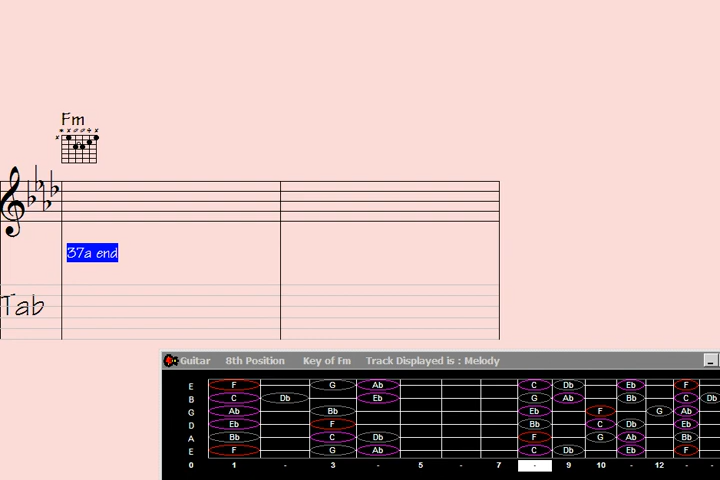 Fm
37a end
Tab
Guitar 8th Position Key of Fm Track Displayed is : Melody
E F G Ab C Db Eb F
B C Db Eb G Ab Bb C Db
G Ab Bb Eb F G Ab
D Eb F Bb C Db Eb
A Bb C Db F G Ab Bb
E F G Ab C Db Eb F
0 1 - 3 - 5 - 7 - 9 10 - 12 - -